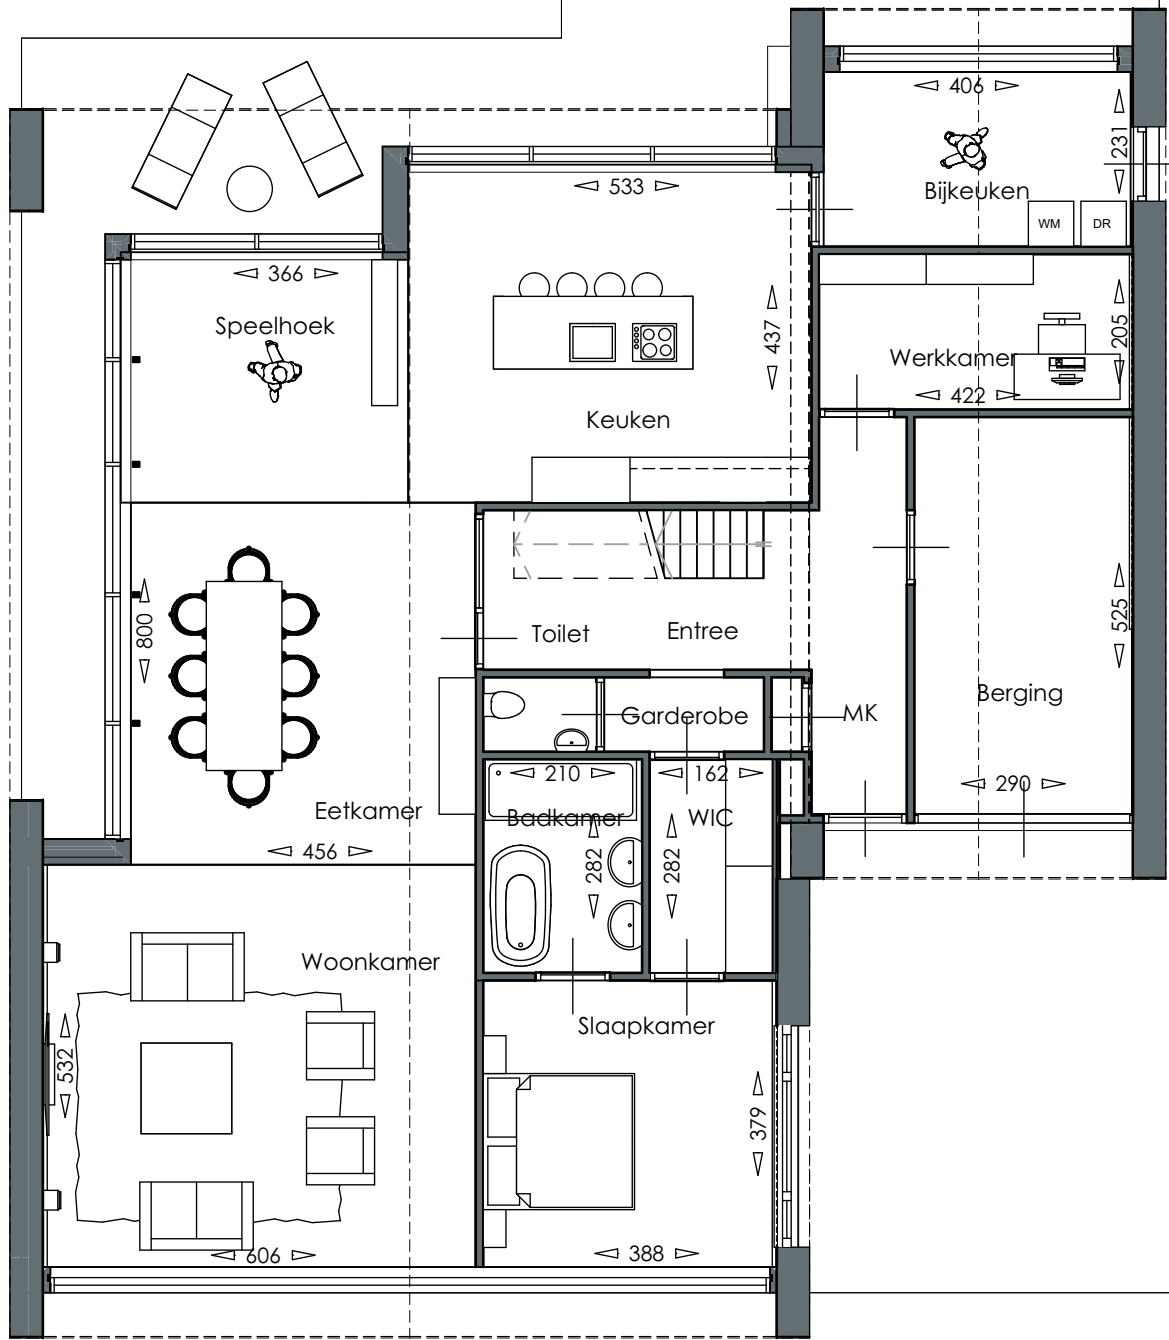 406
231
Bijkeuken
WM
DR
533
366
Speelhoek
437
205
Werkkamer
422
Keuken
800
525
Toilet
Entree
Berging
Garderobe
MK
210
162
290
Eetkamer
Badkamer
WIC
456
282
282
Woonkamer
Slaapkamer
532
379
606
388